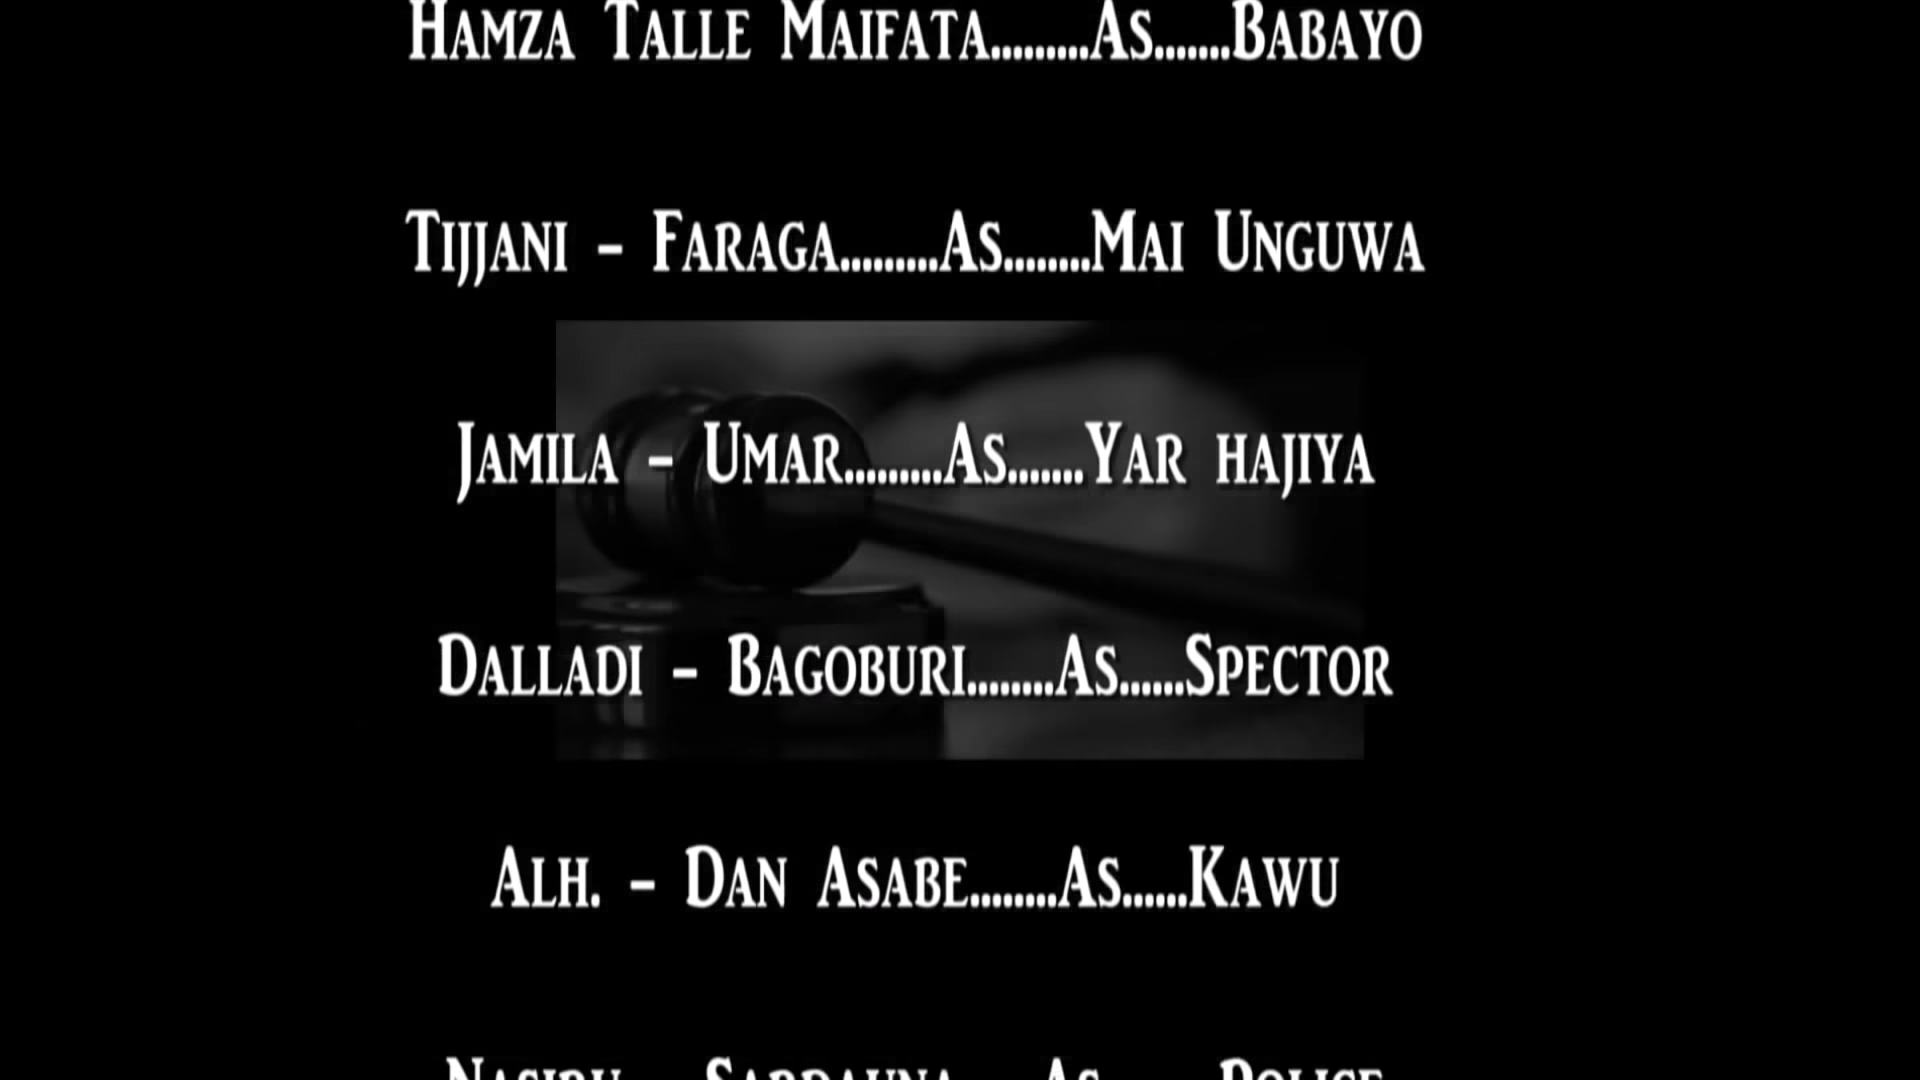 Hamza Talle Maifata.........As.......Babayo
Tijjani - Faraga.........As........Mai Unguwa
Jamila - Umar.........As.......Yar hajiya
Dalladi - Bagoburi........As......Spector
Alh. - Dan Asabe........As......Kawu